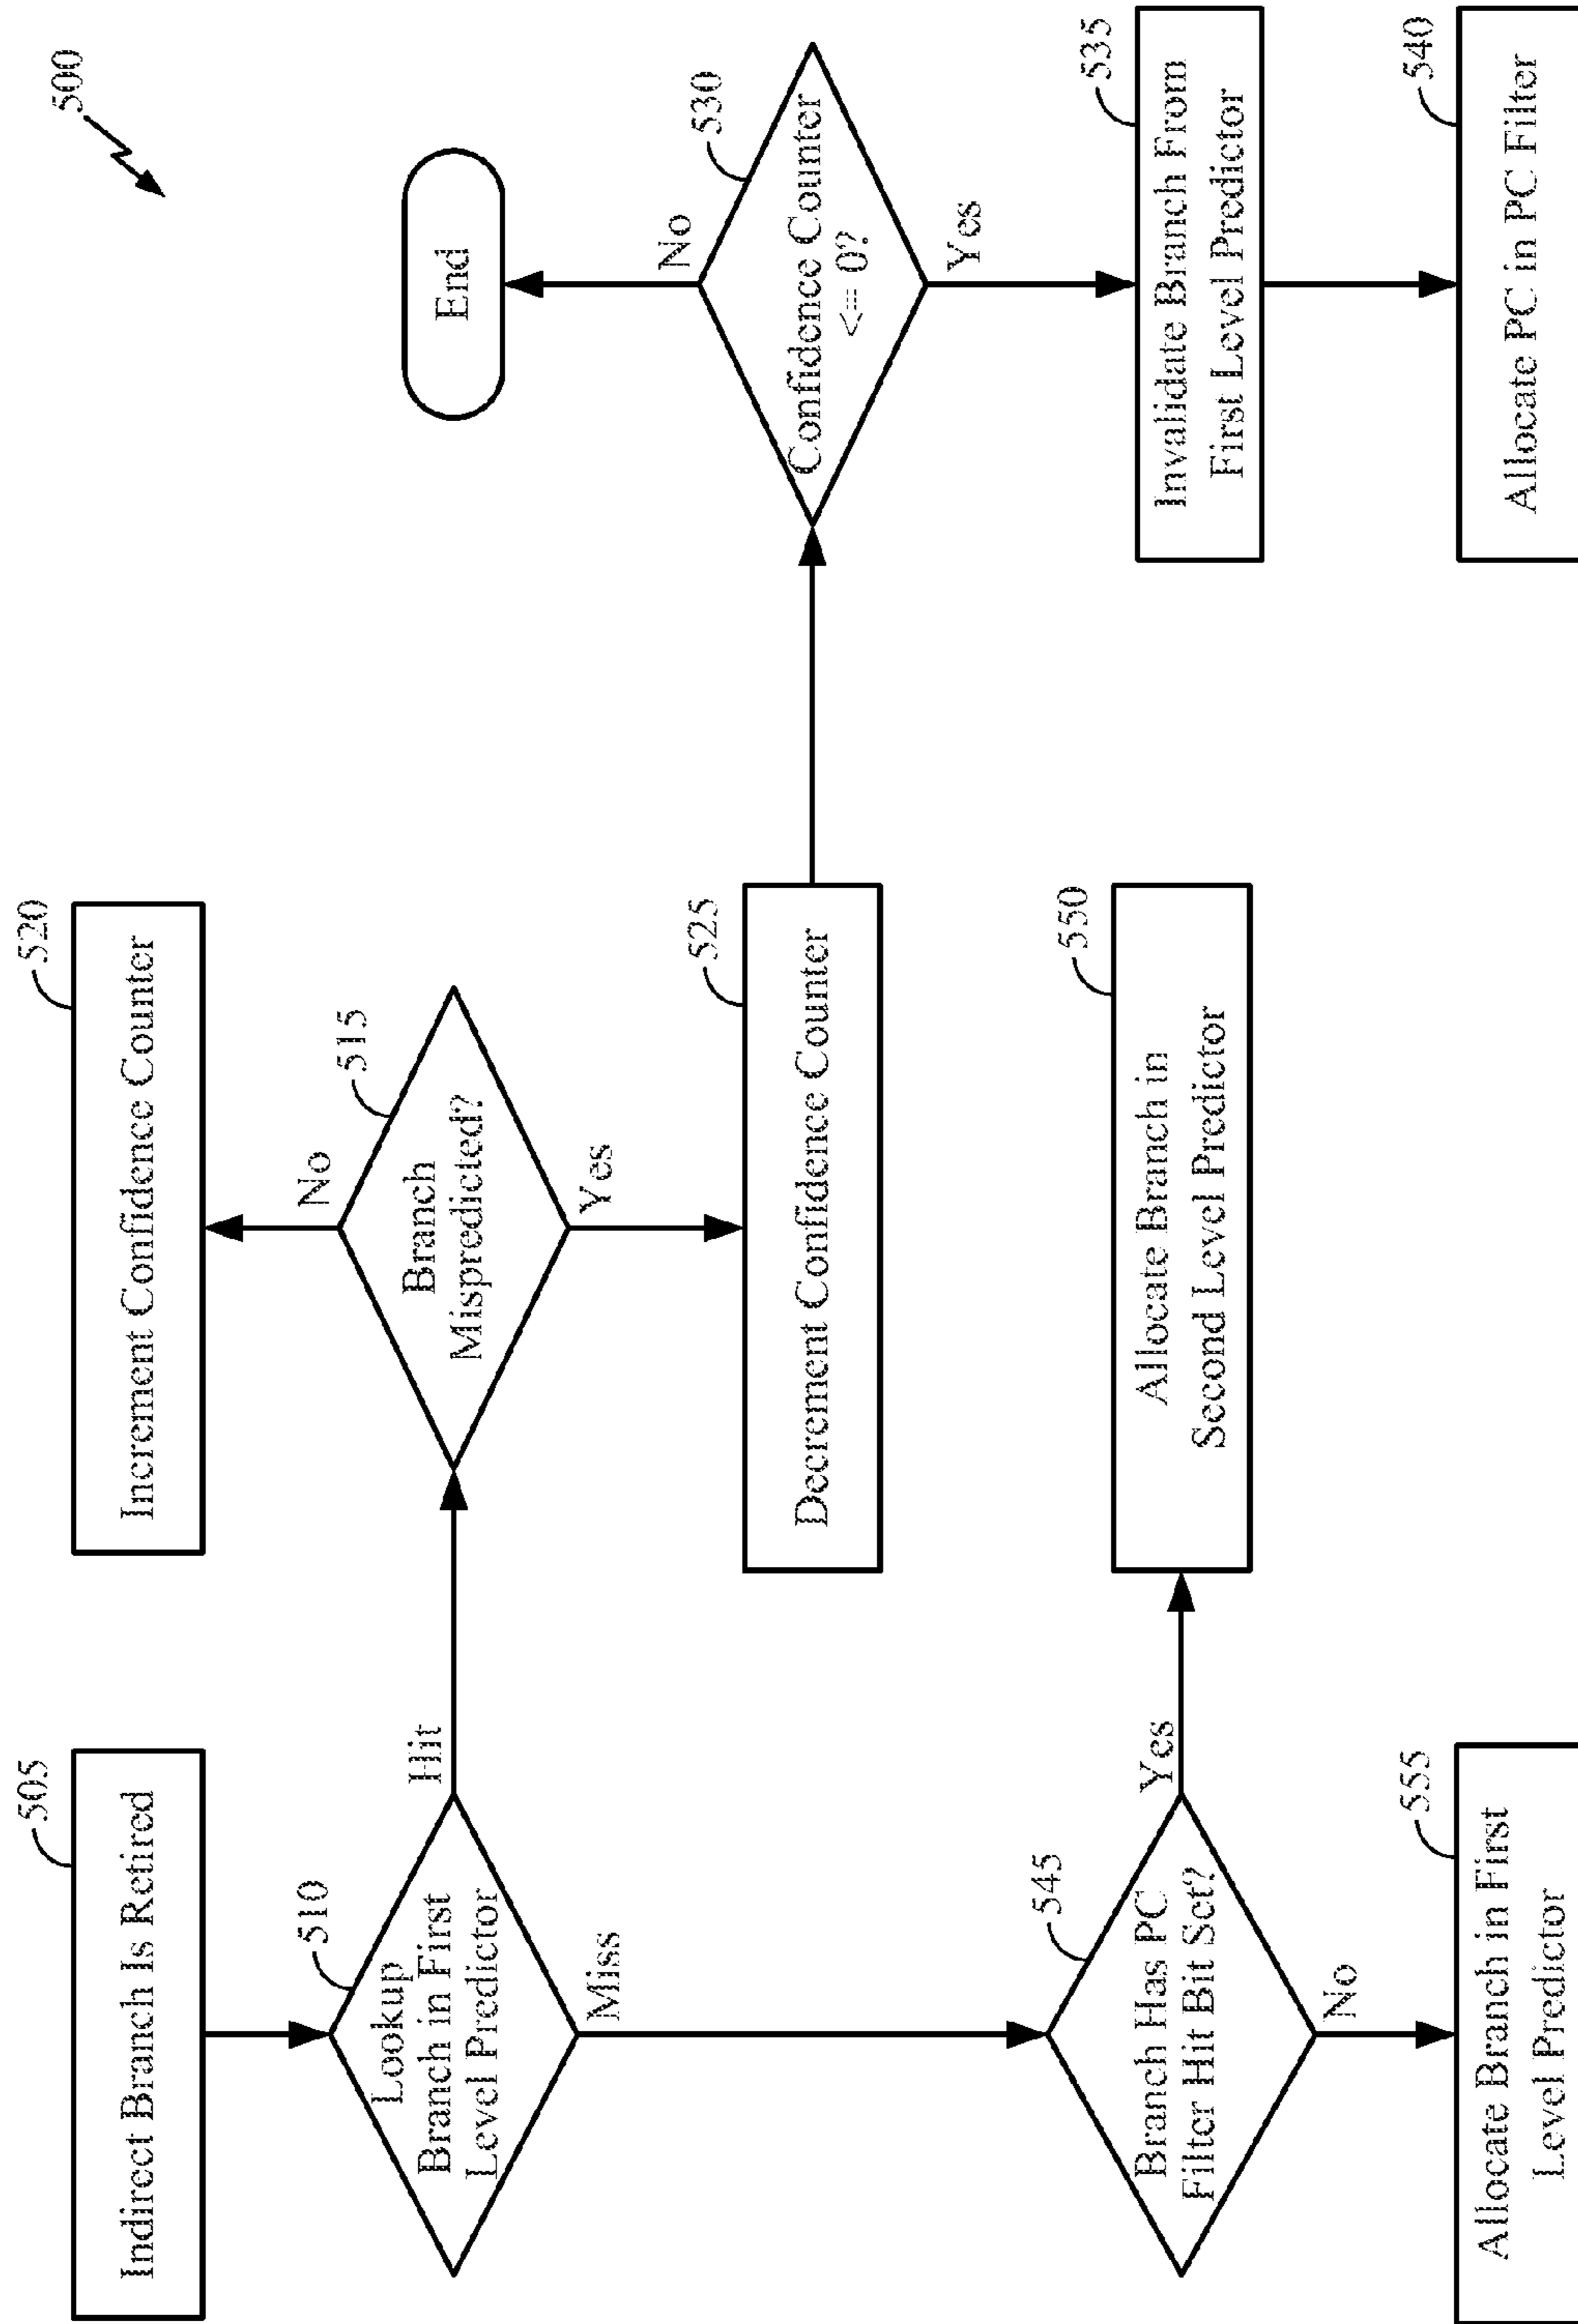 500
505
Indirect Branch Is Retired
510
Lookup
Branch in First
Level Predictor
Hit
Miss
515
Branch
Mispredicted?
No
Yes
520
Increment Confidence Counter
525
Decrement Confidence Counter
530
Confidence Counter
<= 0?
No
Yes
End
535
Invalidate Branch From
First Level Predictor
540
Allocate PC in PC Filter
545
Branch Has PC
Filter Hit Bit Set?
Yes
No
550
Allocate Branch in
Second Level Predictor
555
Allocate Branch in First
Level Predictor